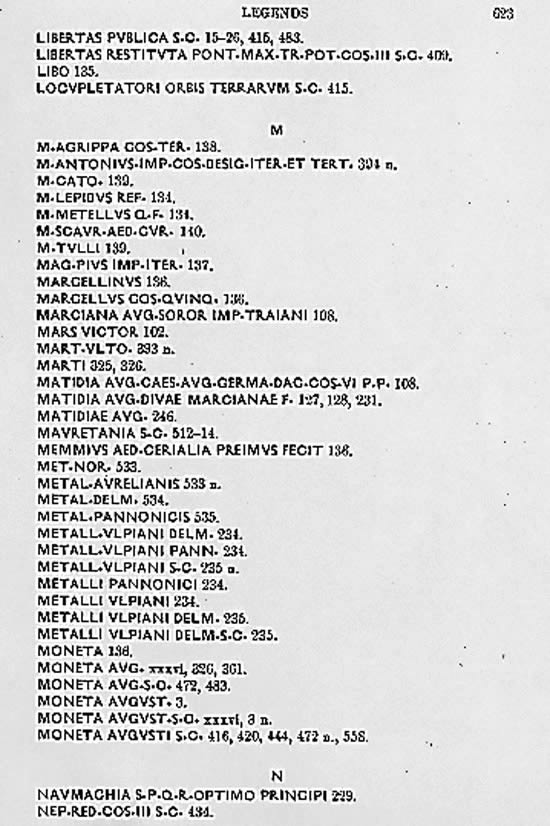 LEGENDS 623
LIBERTAS PVBLICA S.C. 15-26, 415, 483.
LIBERTAS RESTITVTA PONT·MAX·TR·POT·COS·III S.C. 409.
LIBO 135.
LOCVPLETATORI ORBIS TERRARVM S·C· 415.
M
M·AGRIPPA COS·TER· 138.
M·ANTONIVS·IMP·COS·DESIG·ITER·ET TERT· 394 n.
M·CATO· 139.
M·LEPIDVS REF· 134.
M·METELLVS Q·F· 134.
M·SCAVR·AED·CVR· 140.
M·TVLLI 139.
MAG·PIVS IMP·ITER· 137.
MARCELLINVS 136.
MARCELLVS COS·QVINQ· 136.
MARCIANA AVG·SOROR IMP·TRAIANI 108.
MARS VICTOR 102.
MART·VLTO· 393 n.
MARTI 325, 326.
MATIDIA AVG·CAES·AVG·GERMA·DAC·COS·VI P.P· 108.
MATIDIA AVG·DIVAE MARCIANAE F· 127, 128, 231.
MATIDIAE AVG· 246.
MAVRETANIA S·C· 512-14.
MEMMIVS AED·CERIALIA PREIMVS FECIT 136.
MET·NOR· 533.
METAL·AVRELIANIS 533 n.
METAL·DELM· 534.
METAL·PANNONICIS 535.
METALL·VLPIANI DELM· 234.
METALL·VLPIANI PANN· 234.
METALL·VLPIANI S·C· 235 n.
METALLI PANNONICI 234.
METALLI VLPIANI 234.
METALLI VLPIANI DELM· 235.
METALLI VLPIANI DELM·S·C· 235.
MONETA 136.
MONETA AVG· xxxvi, 326, 361.
MONETA AVG·S·C· 472, 483.
MONETA AVGVST· 3.
MONETA AVGVST·S·C· xxxvi, 3 n.
MONETA AVGVSTI S.C. 416, 420, 444, 472 n., 558.
N
NAVMACHIA S·P·Q·R·OPTIMO PRINCIPI 229.
NEP·RED·COS·III S.C. 434.